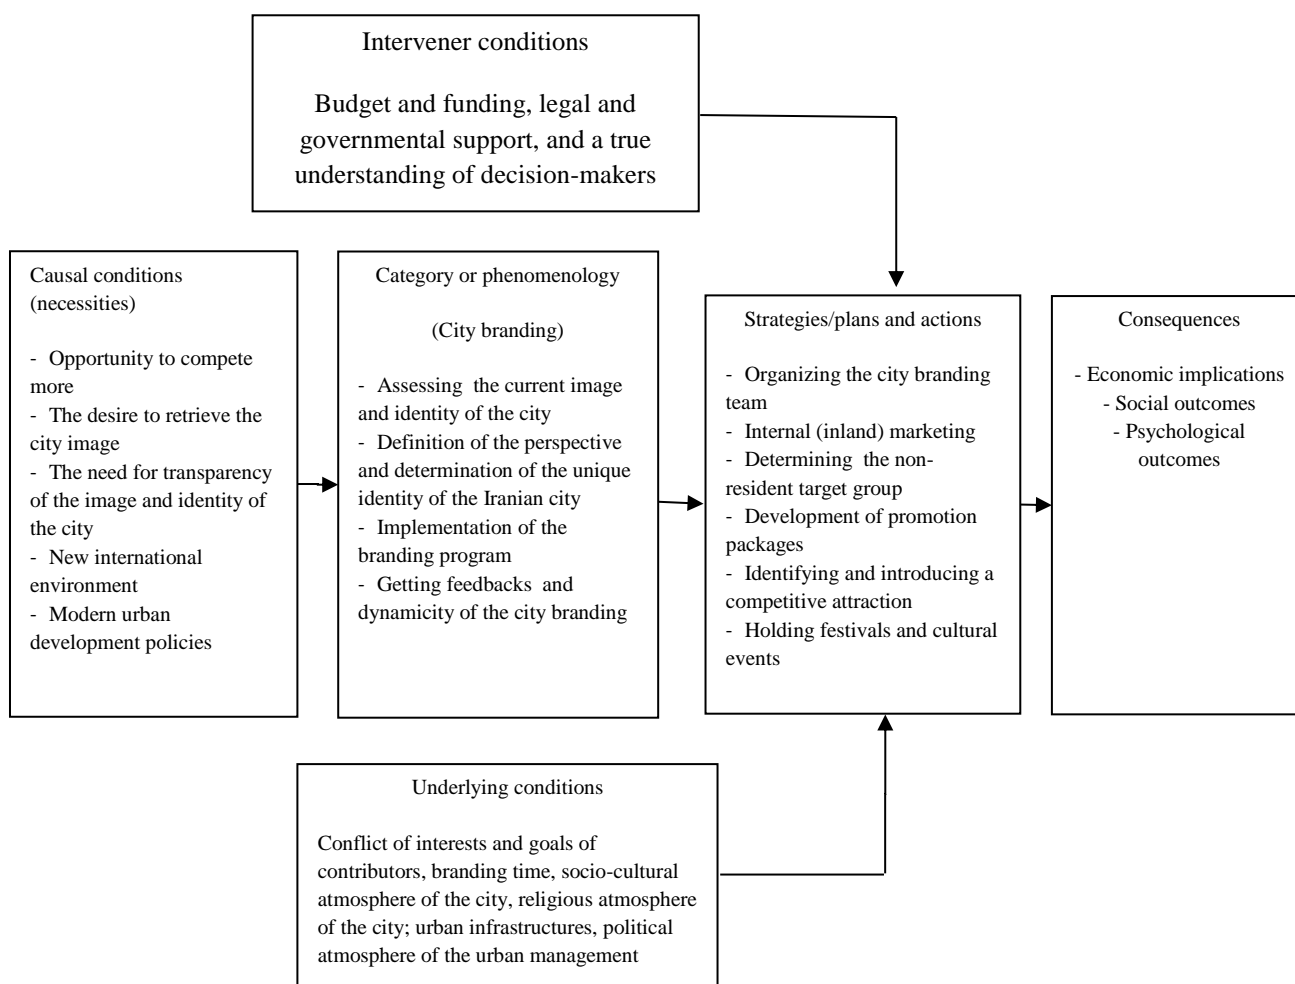 Intervener conditions
Budget and funding, legal and
governmental support, and a true
understanding of decision-makers
Causal conditions
(necessities)
- Opportunity to compete
more
- The desire to retrieve the
city image
- The need for transparency
of the image and identity of
the city
- New international
environment
- Modern urban
development policies
Category or phenomenology
(City branding)
- Assessing the current image
and identity of the city
- Definition of the perspective
and determination of the unique
identity of the Iranian city
- Implementation of the
branding program
- Getting feedbacks and
dynamicity of the city branding
Strategies/plans and actions
- Organizing the city branding
team
- Internal (inland) marketing
- Determining the non-
resident target group
- Development of promotion
packages
- Identifying and introducing a
competitive attraction
- Holding festivals and cultural
events
Consequences
- Economic implications
- Social outcomes
- Psychological
outcomes
Underlying conditions
Conflict of interests and goals of
contributors, branding time, socio-cultural
atmosphere of the city, religious atmosphere
of the city; urban infrastructures, political
atmosphere of the urban management